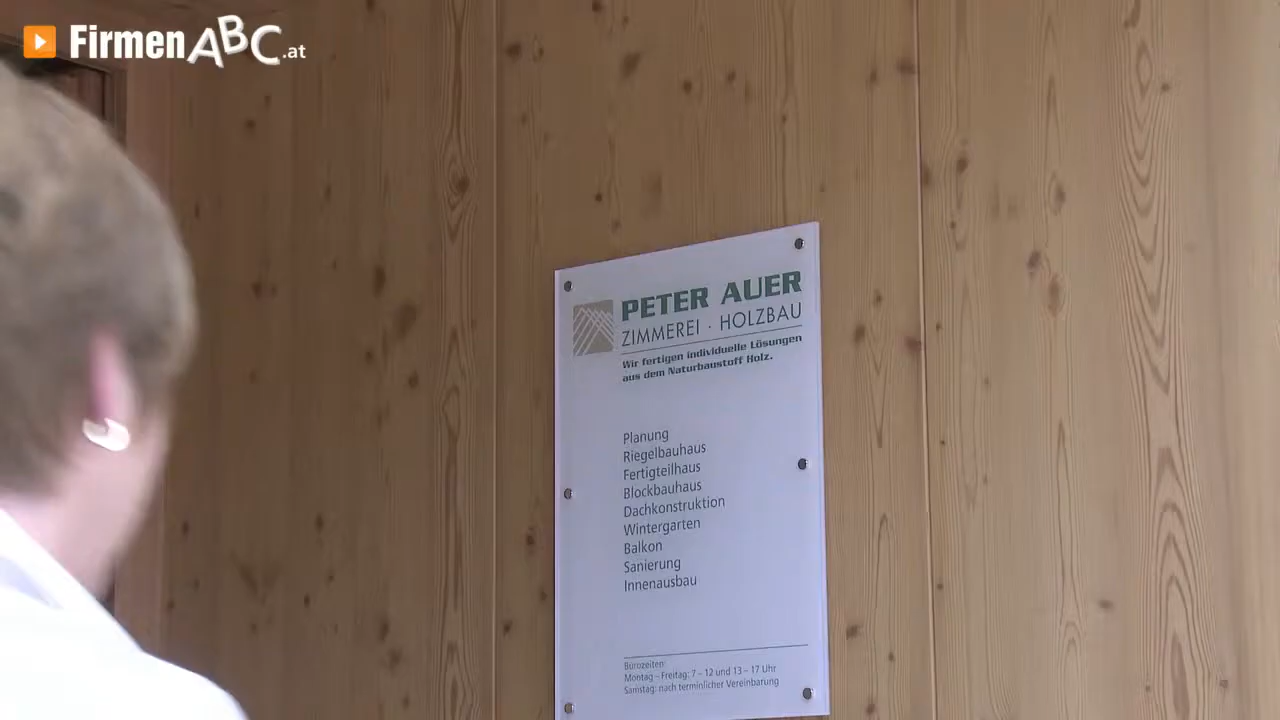 FirmenABC.at
PETER AUER
ZIMMEREI · HOLZBAU
Wir fertigen individuelle Lösungen
aus dem Naturbaustoff Holz.
Planung
Riegelbauhaus
Fertigteilhaus
Blockbauhaus
Dachkonstruktion
Wintergarten
Balkon
Sanierung
Innenausbau
Bürozeiten:
Montag – Freitag: 7 – 12 und 13 – 17 Uhr
Samstag: nach terminlicher Vereinbarung